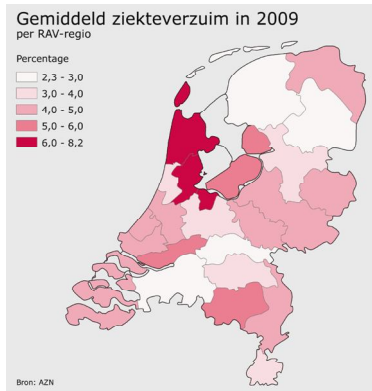 Gemiddeld ziekteverzuim in 2009
per RAV-regio
Percentage
2,3 - 3,0
3,0 - 4,0
4,0 - 5,0
5,0 - 6,0
6.0 - 8.2
Bron: AZN